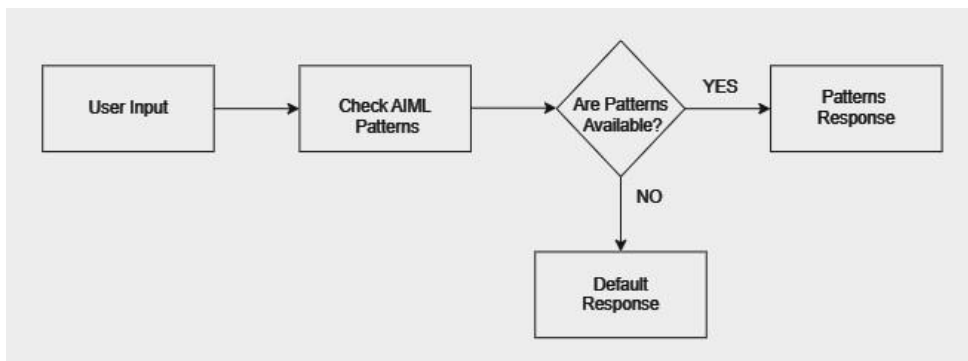 User Input
Check AIML
Patterns
Are Patterns
Available?
YES
Patterns
Response
NO
Default
Response